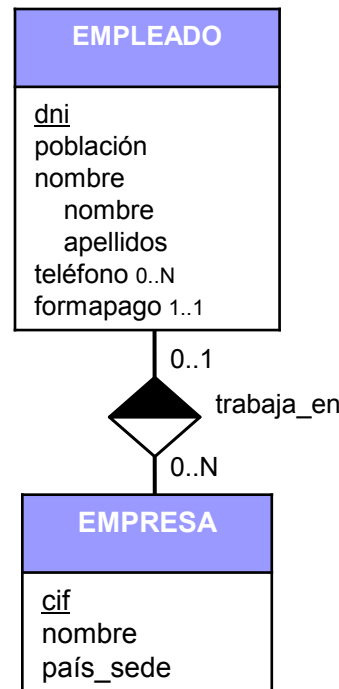 EMPLEADO
dni
población
nombre
nombre
apellidos
teléfono 0..N
formapago 1..1
0..1
trabaja_en
0..N
EMPRESA
cif
nombre
país_sede